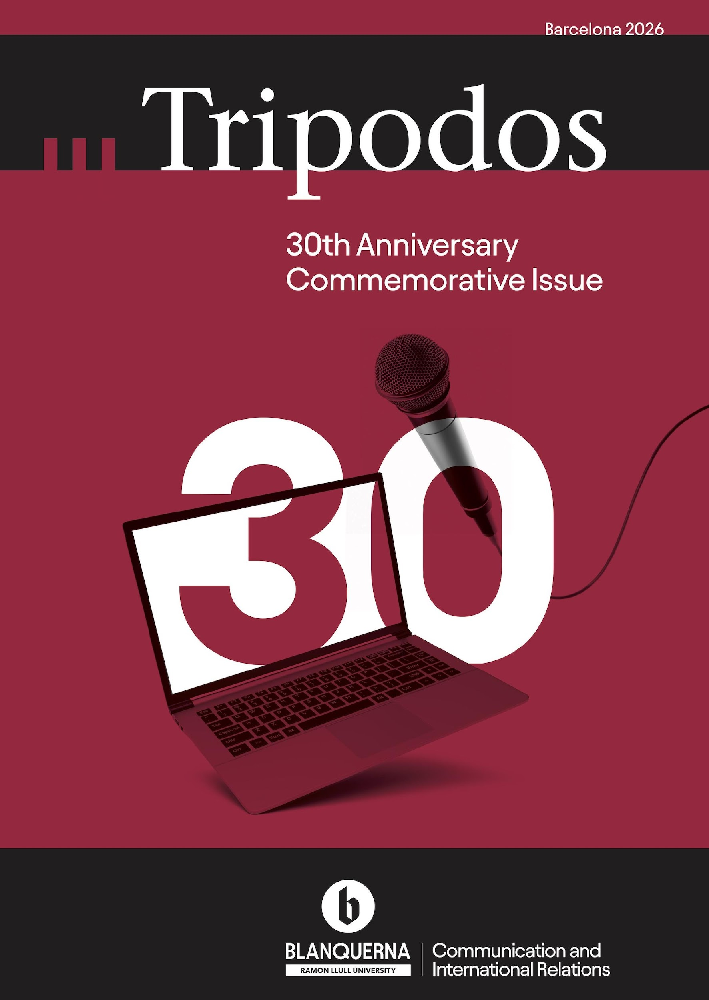 Barcelona 2026
Tripodos
30th Anniversary
Commemorative Issue
30
b
BLANQUERNA
RAMON LLULL UNIVERSITY
Communication and
International Relations